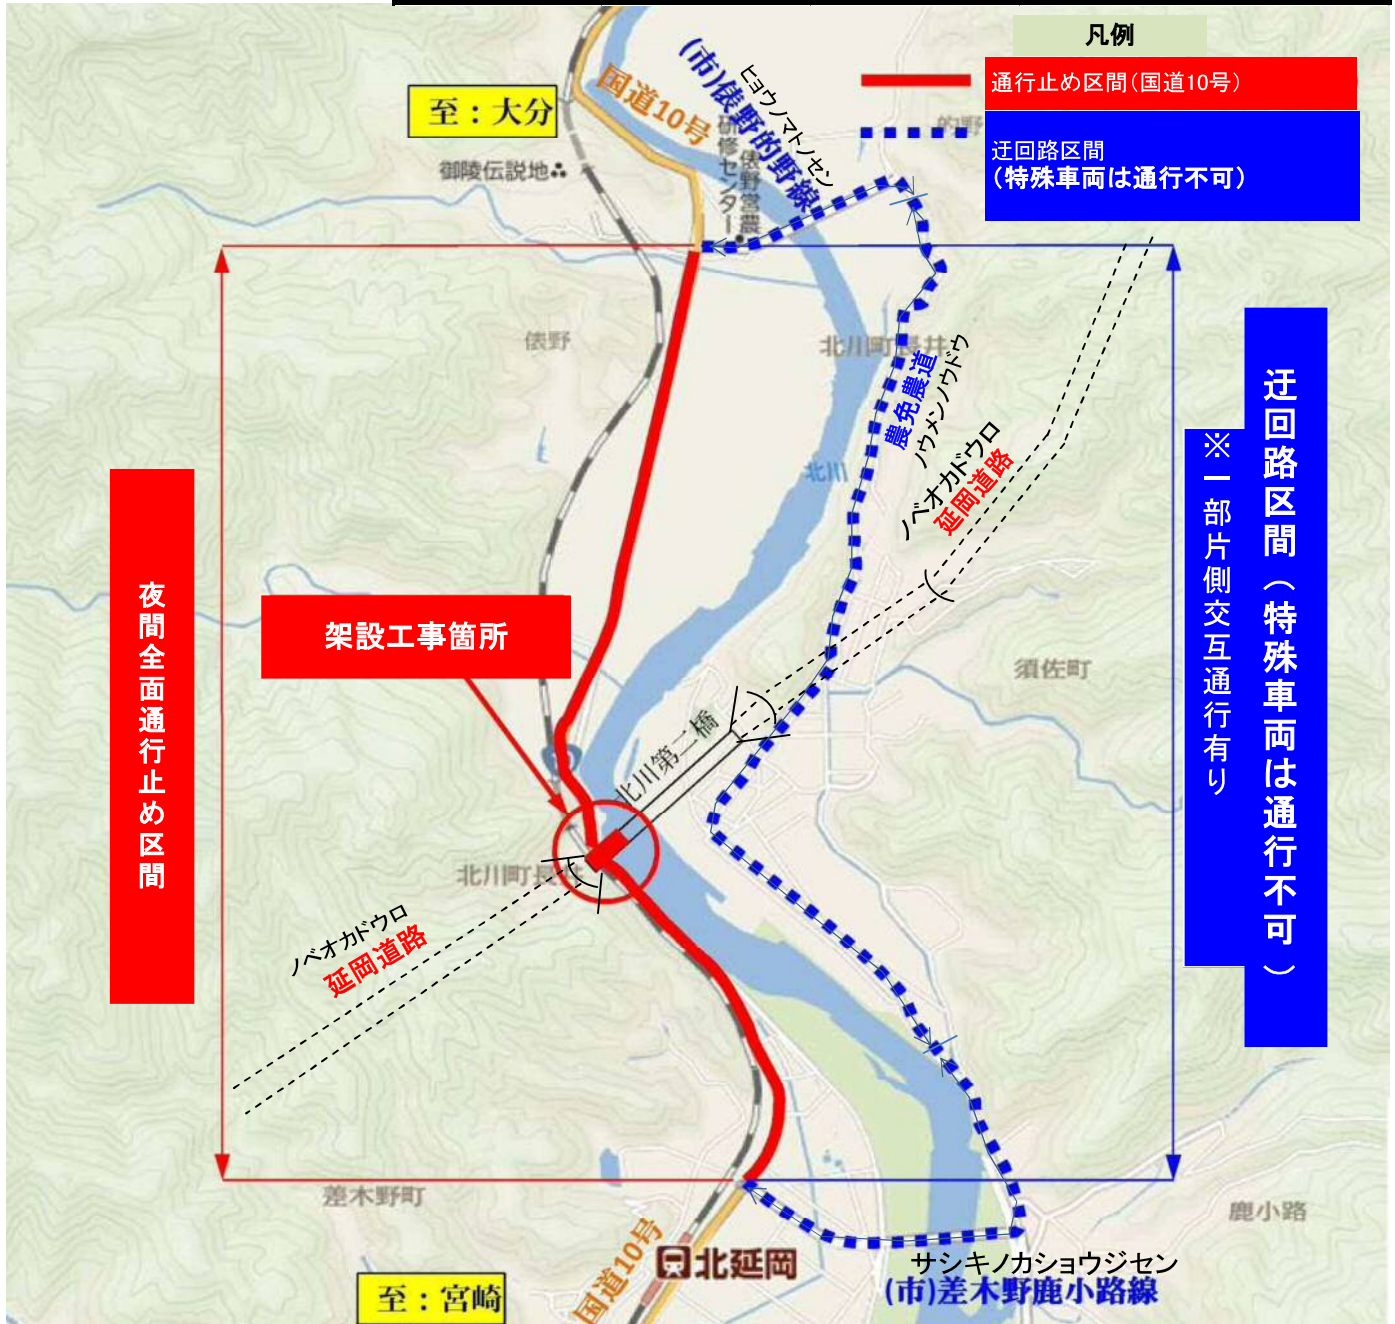 凡例
通行止め区間(国道10号)
迂回路区間
(特殊車両は通行不可)
至：大分
国道10号
(市)俵野的野線
ヒョウノマトノセン
御陵伝説地
俵野営農
研修センター
的野
俵野
北川町長井
農免農道
ノウメンノウドウ
北川
ノベオカドウロ
延岡道路
迂回路区間（特殊車両は通行不可）
※一部片側交互通行有り
夜間全面通行止め区間
架設工事箇所
須佐町
北川第二橋
北川町長井
ノベオカドウロ
延岡道路
差木野町
鹿小路
国道10号
北延岡
サシキノカショウジセン
(市)差木野鹿小路線
至：宮崎